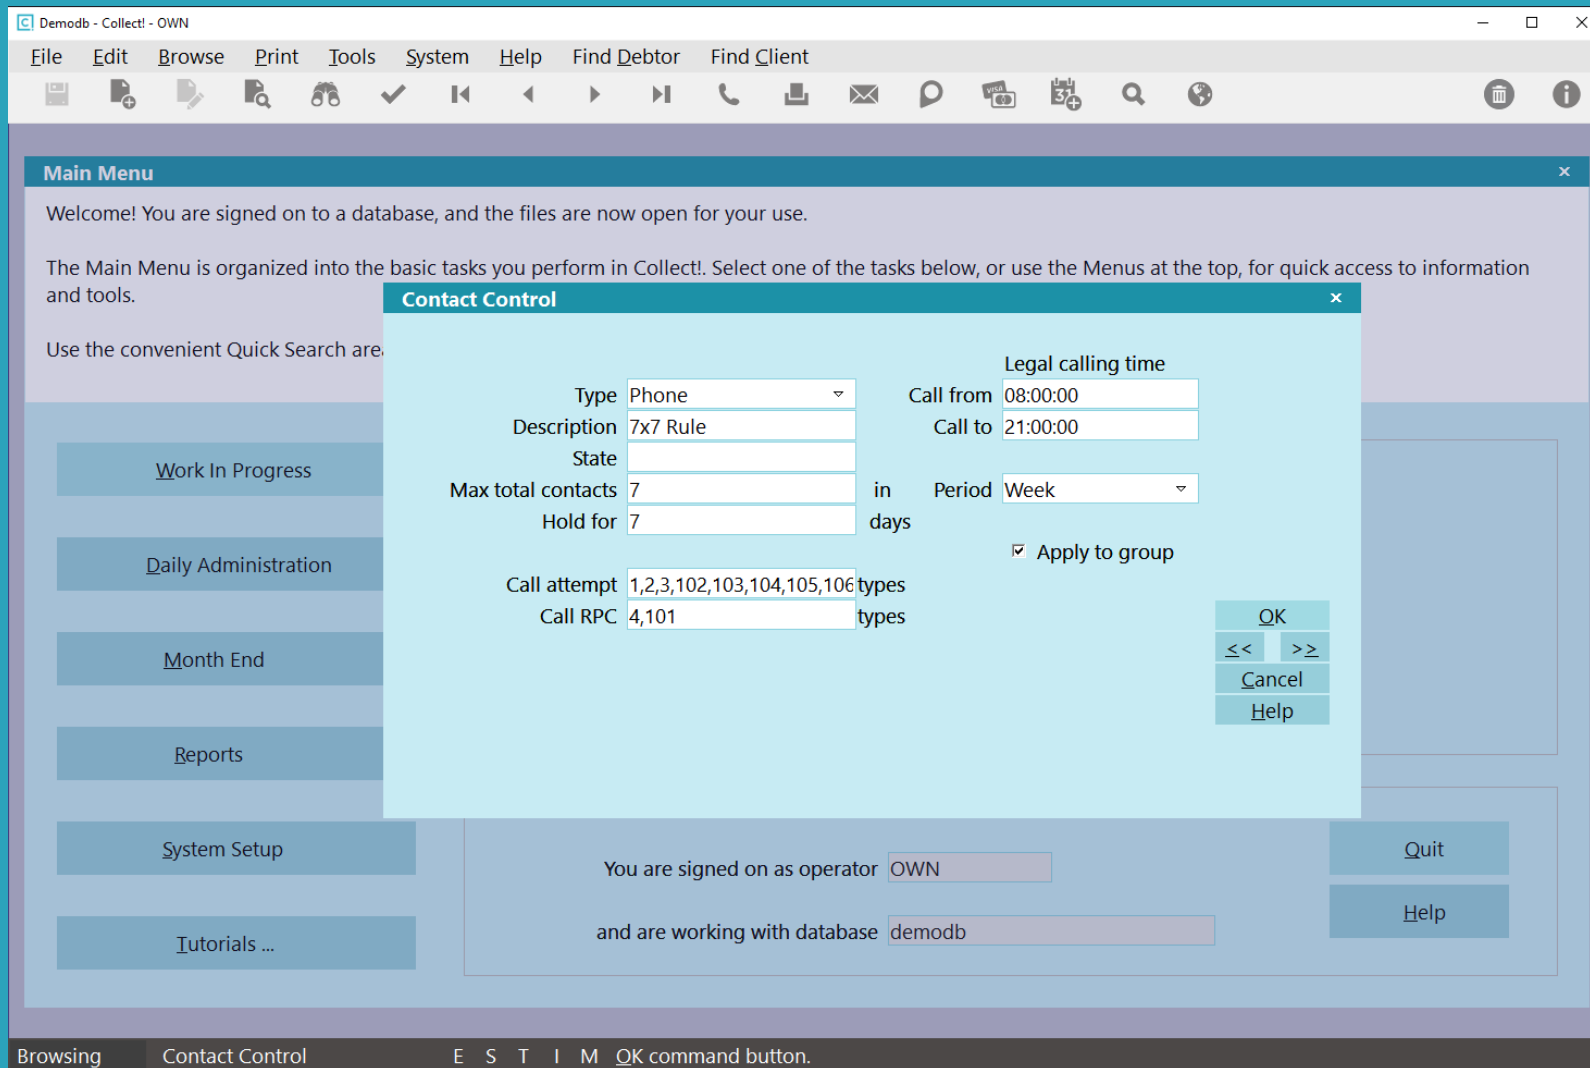 Demodb - Collect! - OWN
File Edit Browse Print Tools System Help Find Debtor Find Client
Main Menu
Welcome! You are signed on to a database, and the files are now open for your use.
The Main Menu is organized into the basic tasks you perform in Collect!. Select one of the tasks below, or use the Menus at the top, for quick access to information
and tools.
Use the convenient Quick Search area
Contact Control
Legal calling time
Type Phone Call from 08:00:00
Description 7x7 Rule Call to 21:00:00
State
Max total contacts 7 in Period Week
Hold for 7 days
Apply to group
Call attempt 1,2,3,102,103,104,105,106 types
Call RPC 4,101 types
OK
<< >>
Cancel
Help
Work In Progress
Daily Administration
Month End
Reports
System Setup
Tutorials ...
You are signed on as operator OWN
and are working with database demodb
Quit
Help
Browsing Contact Control E S T I M OK command button.